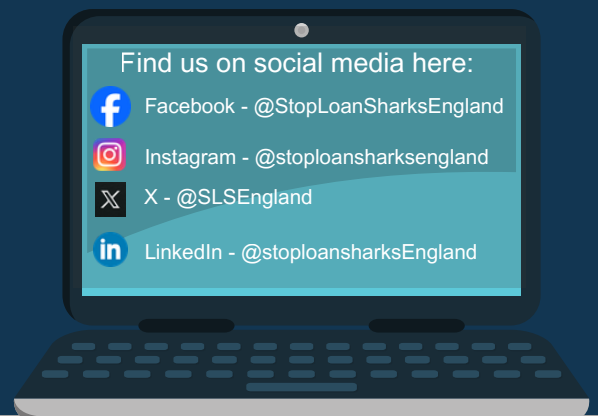 Find us on social media here:
Facebook - @StopLoanSharksEngland
Instagram - @stoploansharksengland
X - @SLSEngland
LinkedIn - @stoploansharksEngland